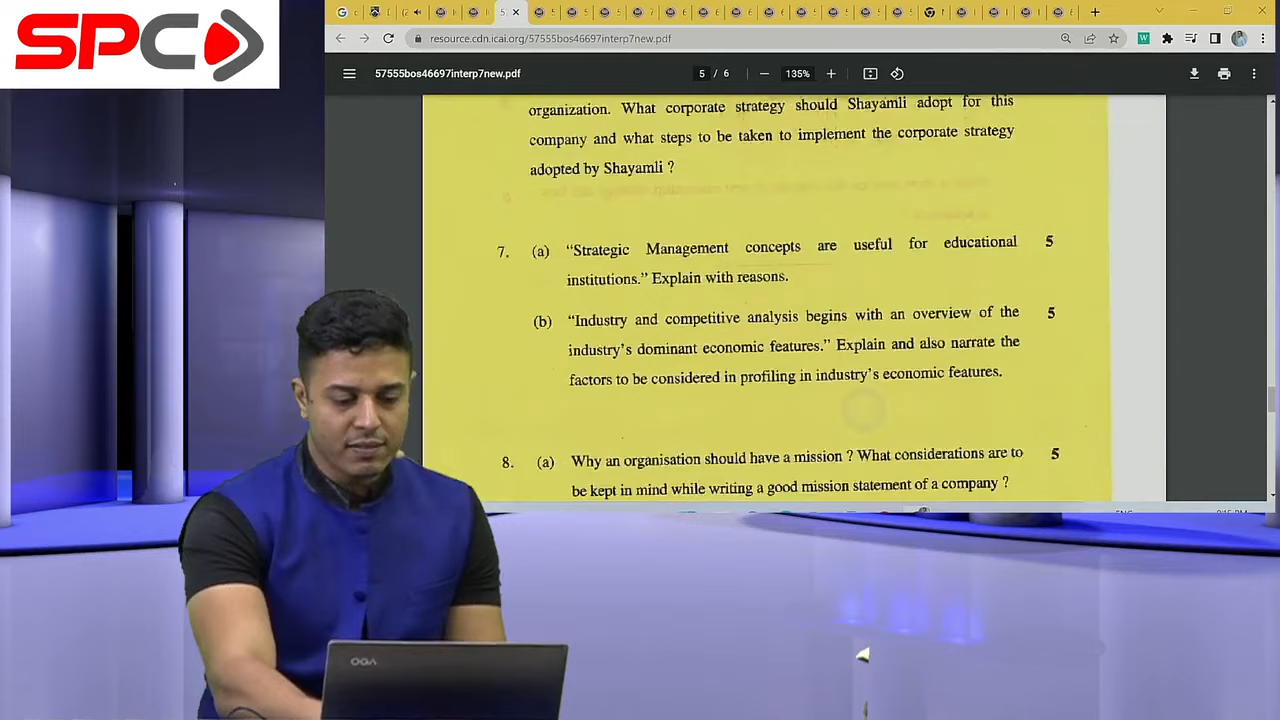 SPC
resource.cdn.icai.org/57555bos46697interp7new.pdf
57555bos46697interp7new.pdf
5 / 6
135%
organization. What corporate strategy should Shayamli adopt for this
company and what steps to be taken to implement the corporate strategy
adopted by Shayamli ?
7. (a) “Strategic Management concepts are useful for educational 5
institutions.” Explain with reasons.
(b) “Industry and competitive analysis begins with an overview of the 5
industry’s dominant economic features.” Explain and also narrate the
factors to be considered in profiling in industry’s economic features.
8. (a) Why an organisation should have a mission ? What considerations are to 5
be kept in mind while writing a good mission statement of a company ?